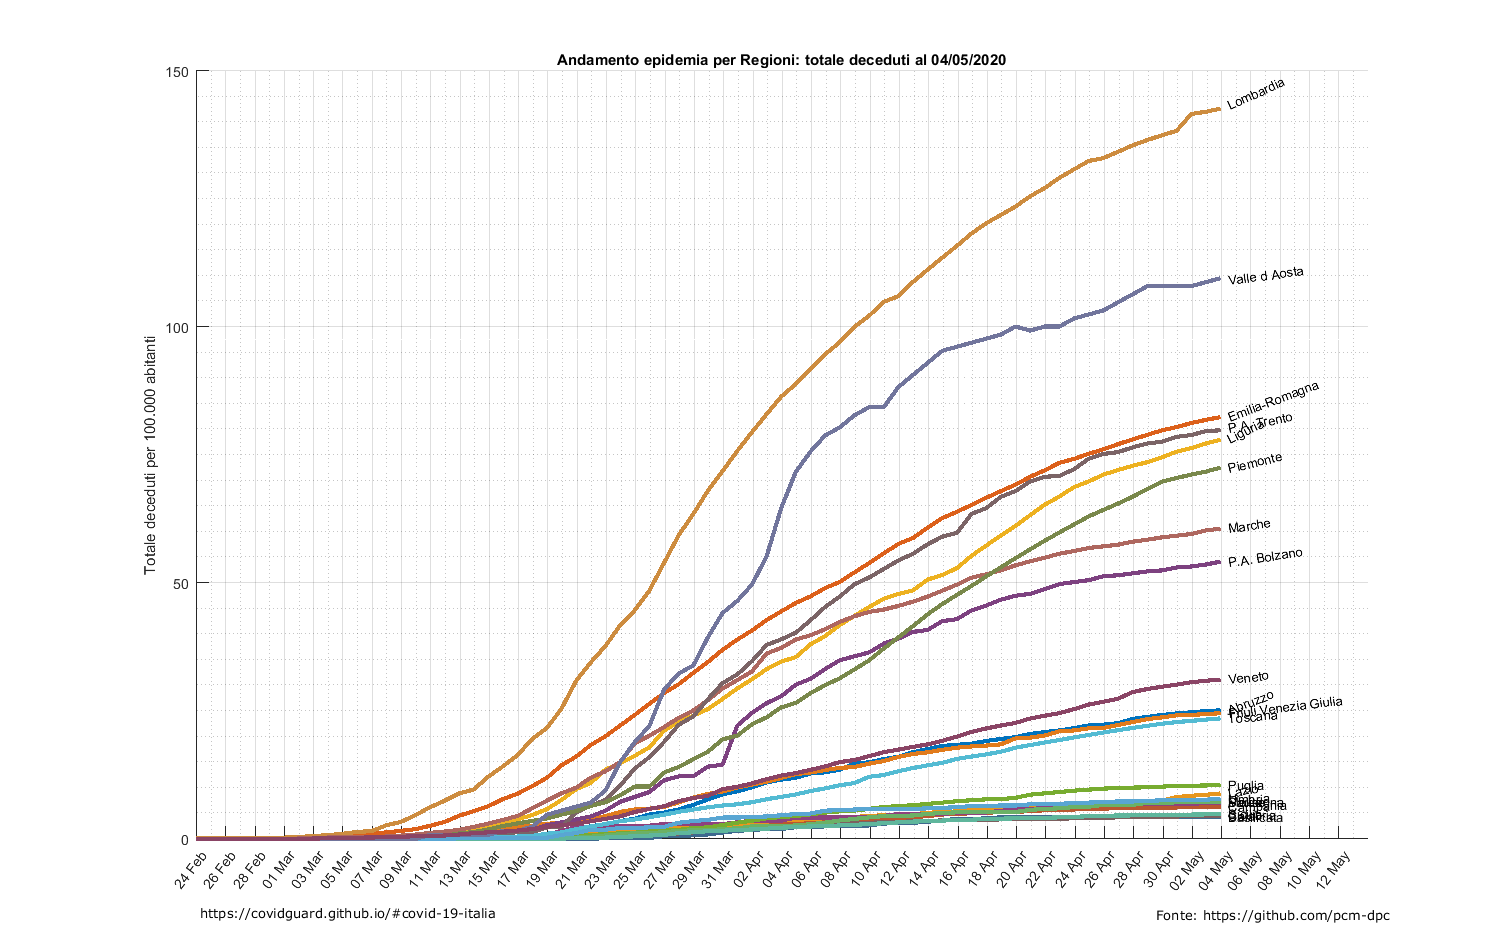 Andamento epidemia per Regioni: totale deceduti al 04/05/2020
Totale deceduti per 100.000 abitanti
150
100
50
0
Lombardia
Valle d Aosta
Emilia-Romagna
P.A. Trento
Liguria
Piemonte
Marche
P.A. Bolzano
Veneto
Abruzzo
Friuli Venezia Giulia
Toscana
Puglia
Lazio
Campania
Basilicata
24 Feb
26 Feb
28 Feb
01 Mar
03 Mar
05 Mar
07 Mar
09 Mar
11 Mar
13 Mar
15 Mar
17 Mar
19 Mar
21 Mar
23 Mar
25 Mar
27 Mar
29 Mar
31 Mar
02 Apr
04 Apr
06 Apr
08 Apr
10 Apr
12 Apr
14 Apr
16 Apr
18 Apr
20 Apr
22 Apr
24 Apr
26 Apr
28 Apr
30 Apr
02 May
04 May
06 May
08 May
10 May
12 May
https://covidguard.github.io/#covid-19-italia
Fonte: https://github.com/pcm-dpc